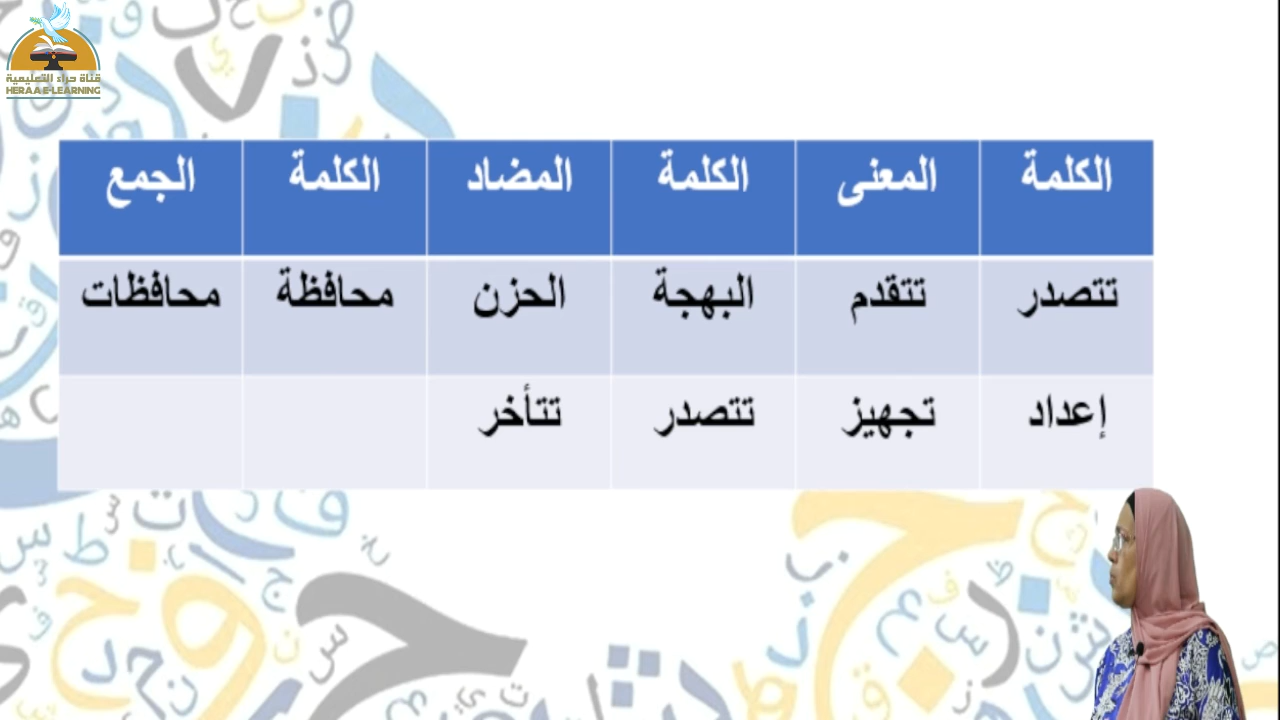 قناة حراء التعليمية
HERAA E-LEARNING
الكلمة المعنى الكلمة المضاد الكلمة الجمع
تتصدر تتقدم البهجة الحزن محافظة محافظات
إعداد تجهيز تتصدر تتأخر